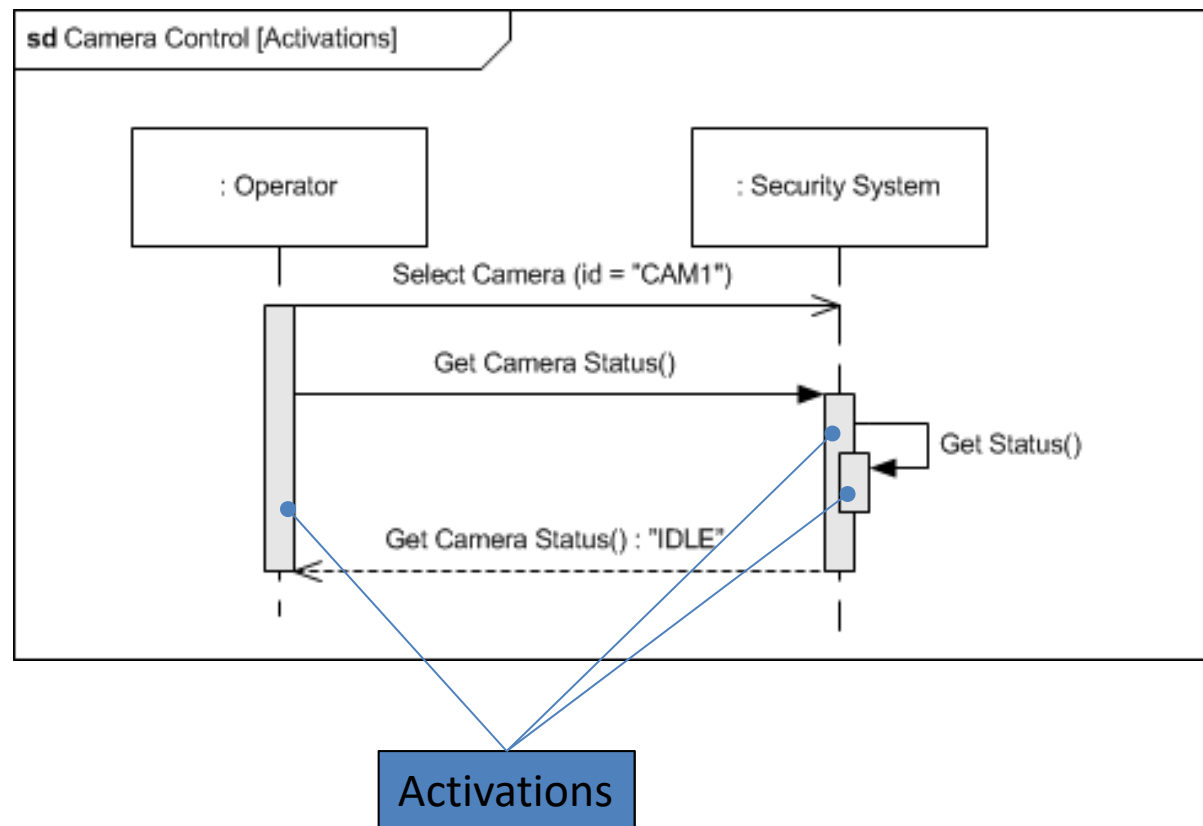 sd Camera Control [Activations]
: Operator
: Security System
Select Camera (id = "CAM1")
Get Camera Status()
Get Status()
Get Camera Status() : "IDLE"
Activations